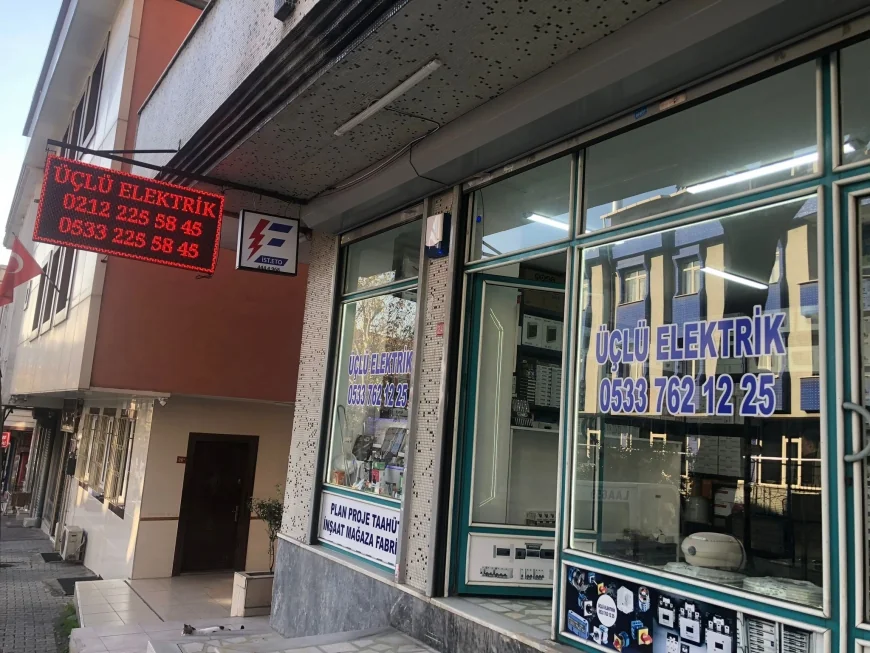 ÜÇLÜ ELEKTRİK
0212 225 58 45
0533 225 58 45
İST.ETO
ÜÇLÜ ELEKTRİK
0533 762 12 25
PLAN PROJE TAAHÜT
İNŞAAT MAĞAZA FABRİ
ÜÇLÜ ELEKTRİK
0533 762 12 25